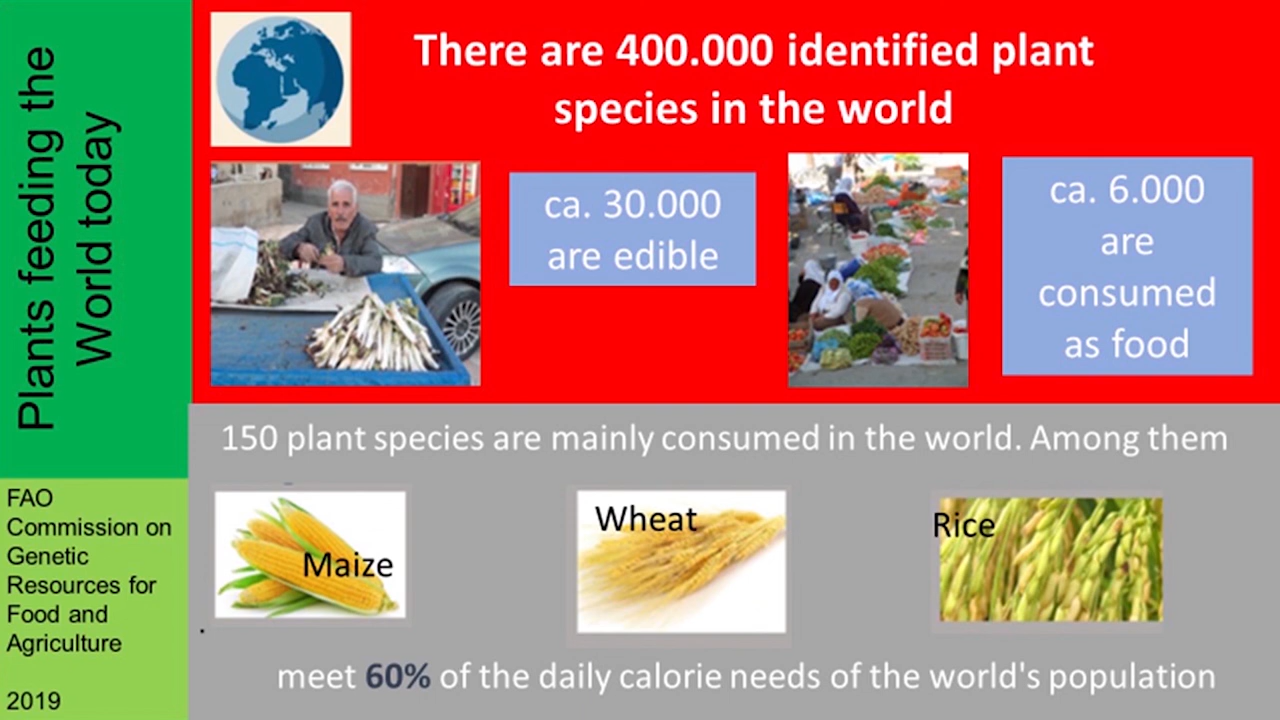 Plants feeding the
World today
There are 400.000 identified plant
species in the world
ca. 30.000
are edible
ca. 6.000
are
consumed
as food
150 plant species are mainly consumed in the world. Among them
Maize
Wheat
Rice
meet 60% of the daily calorie needs of the world's population
FAO
Commission on
Genetic
Resources for
Food and
Agriculture
2019